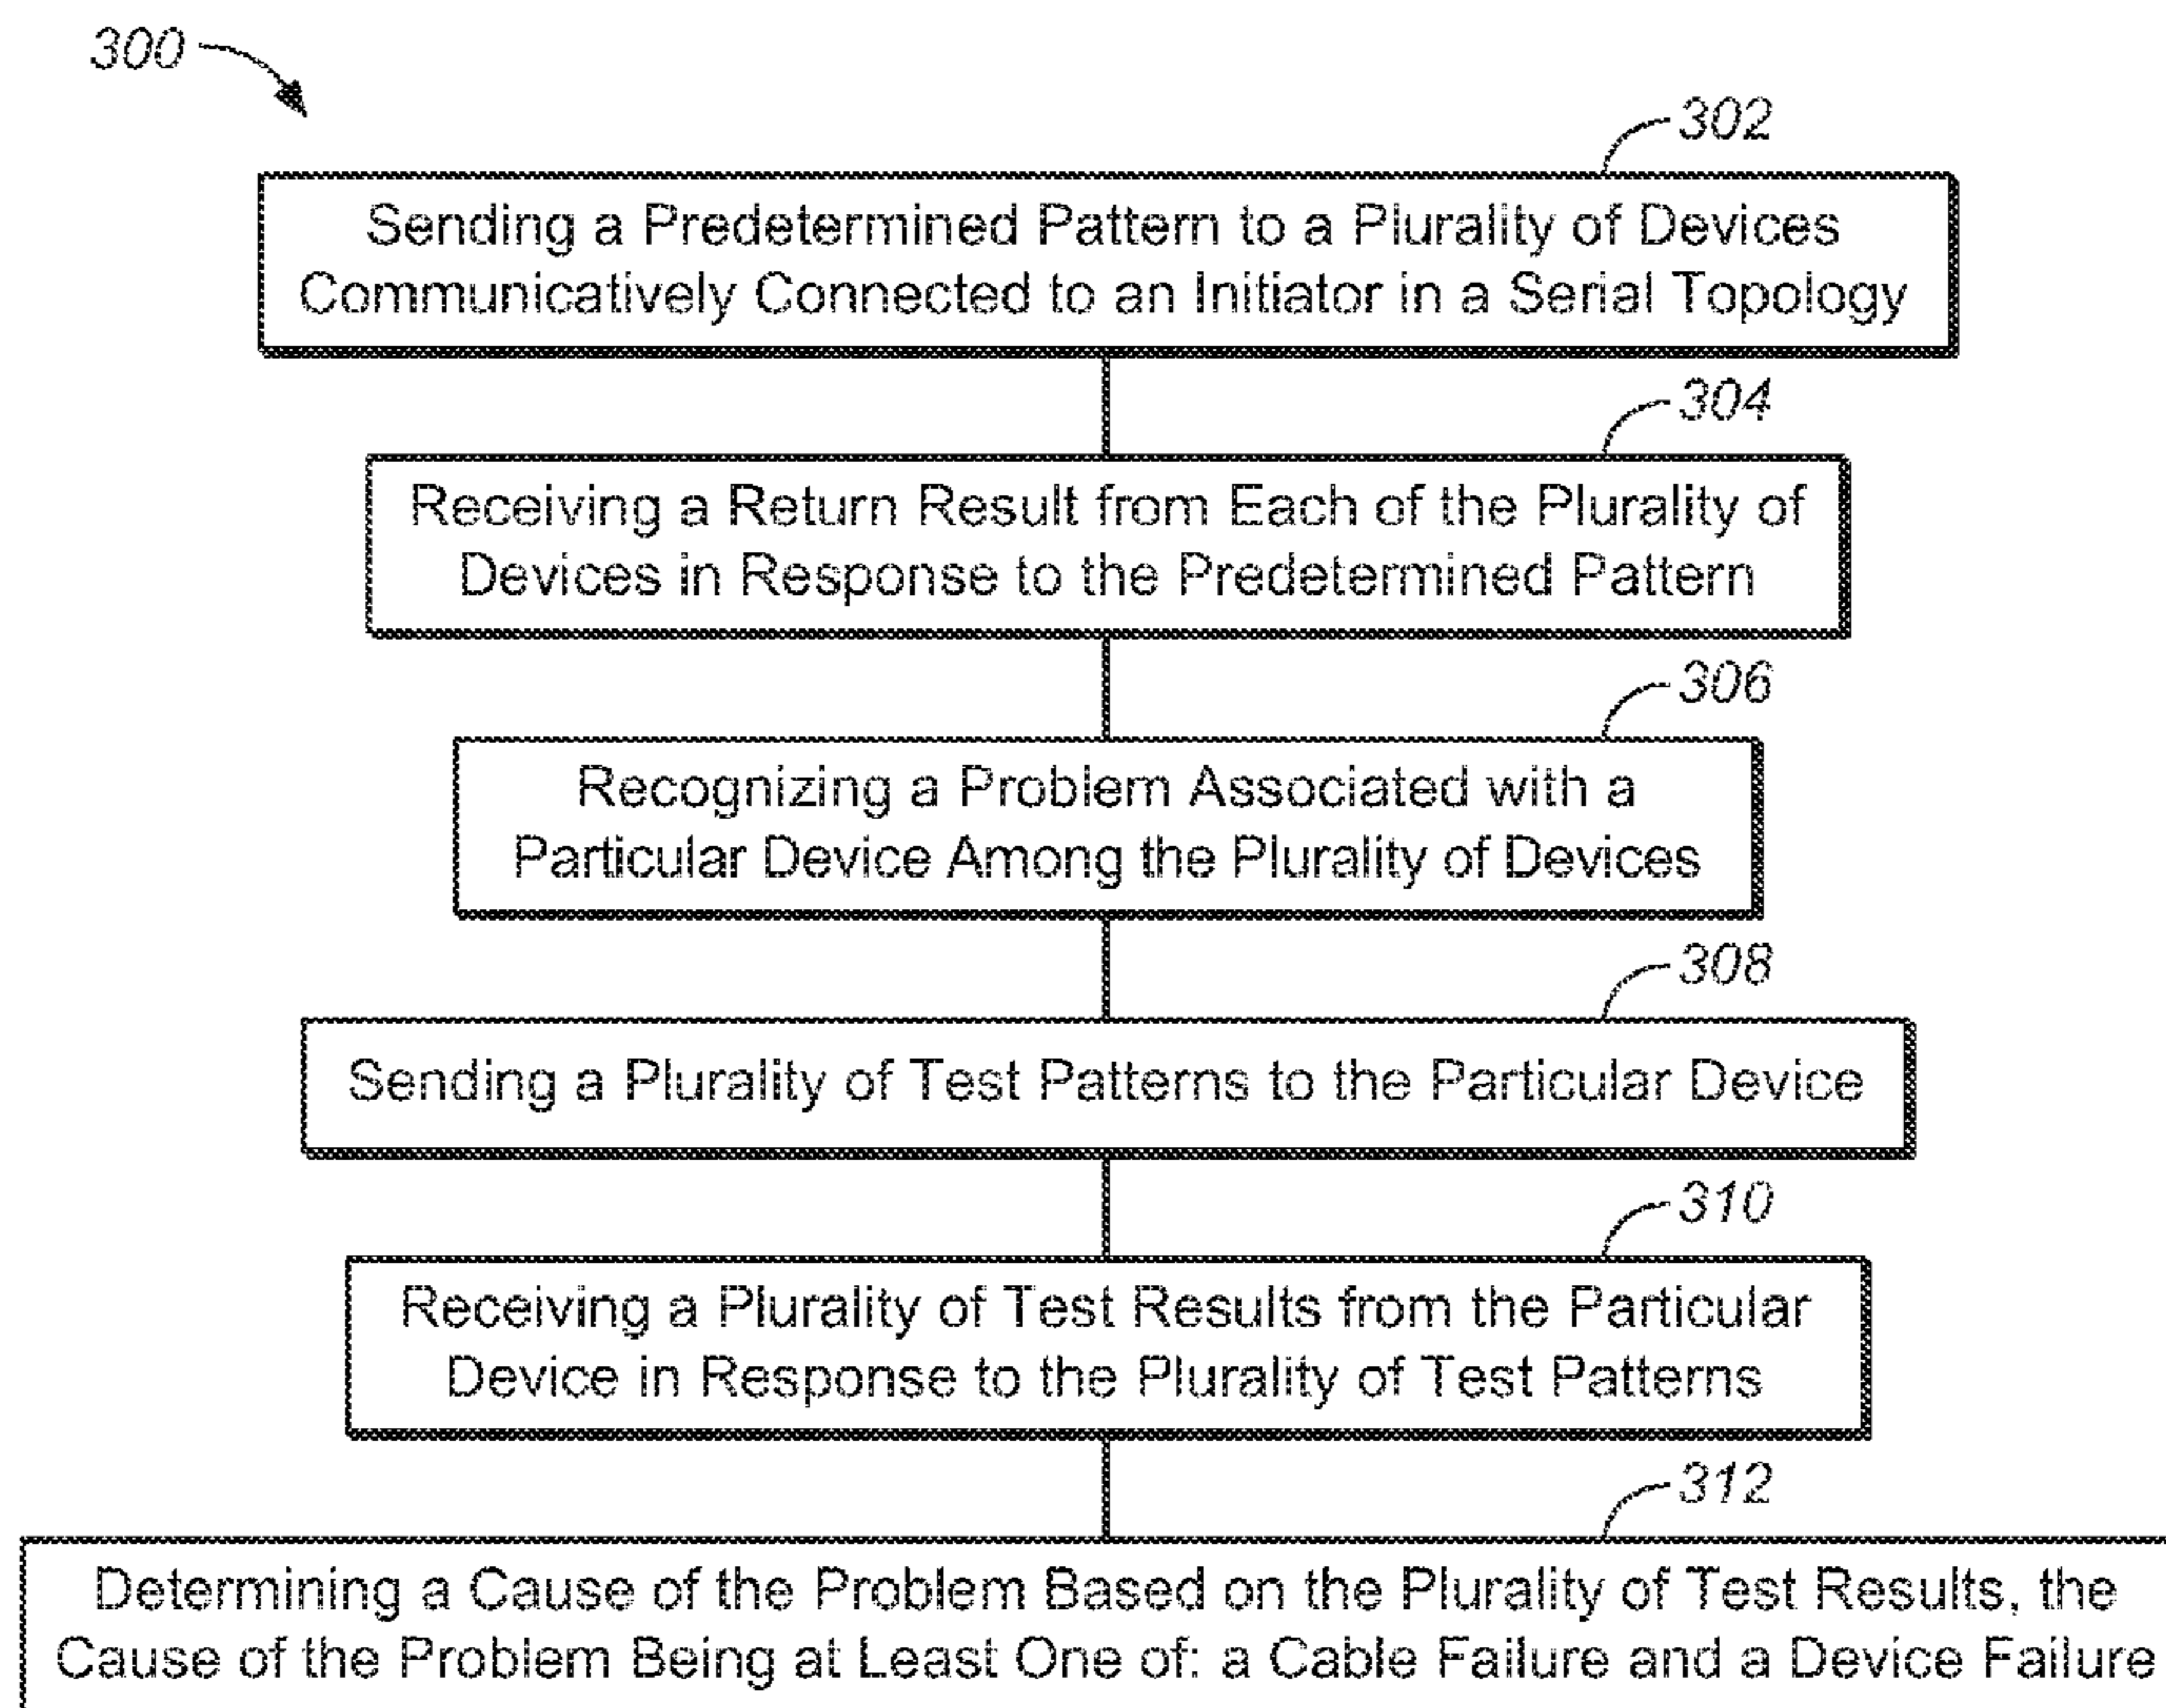 300
302
Sending a Predetermined Pattern to a Plurality of Devices
Communicatively Connected to an Initiator in a Serial Topology
304
Receiving a Return Result from Each of the Plurality of
Devices in Response to the Predetermined Pattern
306
Recognizing a Problem Associated with a
Particular Device Among the Plurality of Devices
308
Sending a Plurality of Test Patterns to the Particular Device
310
Receiving a Plurality of Test Results from the Particular
Device in Response to the Plurality of Test Patterns
312
Determining a Cause of the Problem Based on the Plurality of Test Results, the
Cause of the Problem Being at Least One of: a Cable Failure and a Device Failure